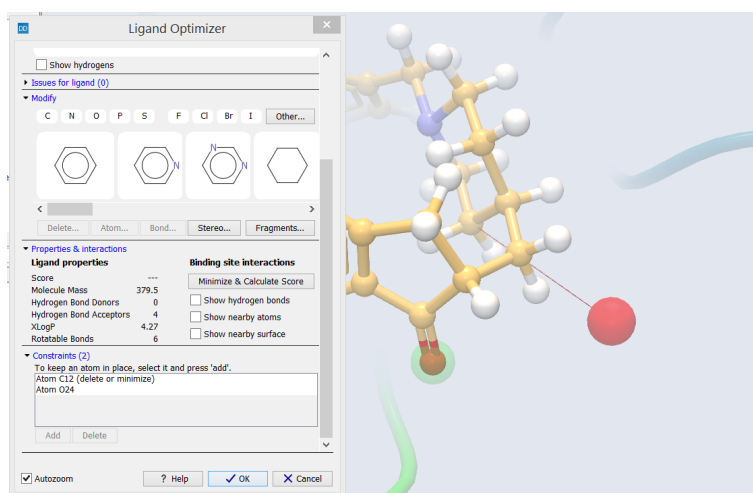 DD Ligand Optimizer
Show hydrogens
Issues for ligand (0)
Modify
C N O P S F Cl Br I Other...
N N N
Delete... Atom... Bond... Stereo... Fragments...
Properties & interactions
Ligand properties Binding site interactions
Score --- Minimize & Calculate Score
Molecule Mass 379.5
Hydrogen Bond Donors 0 Show hydrogen bonds
Hydrogen Bond Acceptors 4 Show nearby atoms
XLogP 4.27 Show nearby surface
Rotatable Bonds 6
Constraints (2)
To keep an atom in place, select it and press 'add'.
Atom C12 (delete or minimize)
Atom O24
Add Delete
Autozoom ? Help OK Cancel